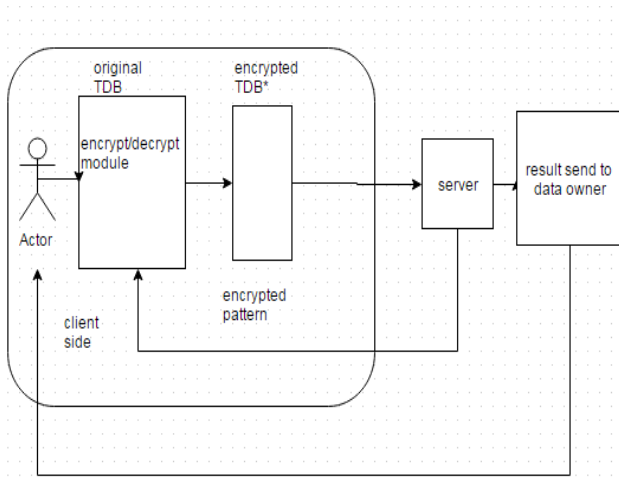 original
TDB
encrypted
TDB*
encrypt/decrypt
module
Actor
server
result send to
data owner
encrypted
pattern
client
side